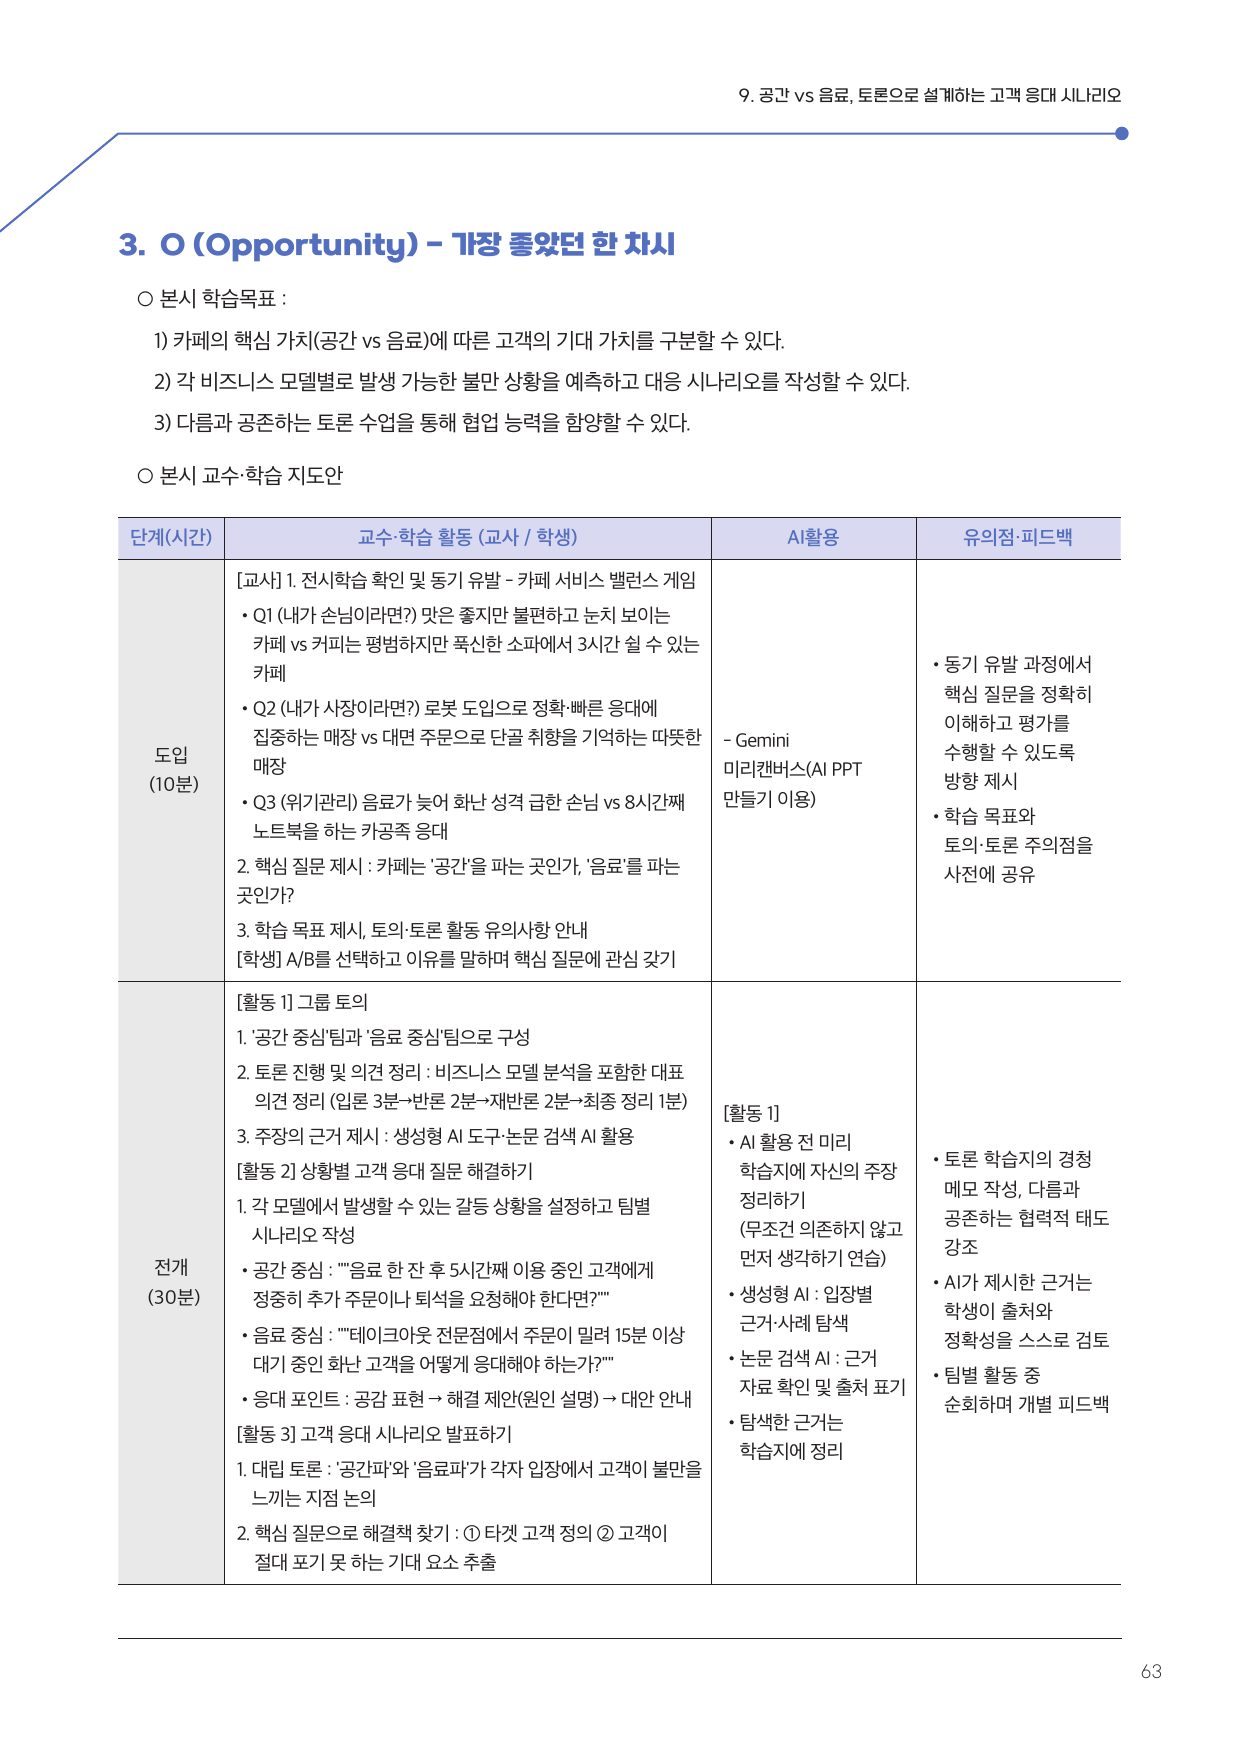 9. 공간 vs 음료, 토론으로 설계하는 고객 응대 시나리오
3. O (Opportunity) – 가장 좋았던 한 차시
○ 본시 학습목표 :
1) 카페의 핵심 가치(공간 vs 음료)에 따른 고객의 기대 가치를 구분할 수 있다.
2) 각 비즈니스 모델별로 발생 가능한 불만 상황을 예측하고 대응 시나리오를 작성할 수 있다.
3) 다름과 공존하는 토론 수업을 통해 협업 능력을 함양할 수 있다.
○ 본시 교수·학습 지도안
단계(시간)
교수·학습 활동 (교사 / 학생)
AI활용
유의점·피드백
도입
(10분)
[교사] 1. 전시학습 확인 및 동기 유발 – 카페 서비스 밸런스 게임
• Q1 (내가 손님이라면?) 맛은 좋지만 불편하고 눈치 보이는
카페 vs 커피는 평범하지만 푹신한 소파에서 3시간 쉴 수 있는
카페
• Q2 (내가 사장이라면?) 로봇 도입으로 정확·빠른 응대에
집중하는 매장 vs 대면 주문으로 단골 취향을 기억하는 따뜻한
매장
• Q3 (위기관리) 음료가 늦어 화난 성격 급한 손님 vs 8시간째
노트북을 하는 카공족 응대
2. 핵심 질문 제시 : 카페는 '공간'을 파는 곳인가, '음료'를 파는
곳인가?
3. 학습 목표 제시, 토의·토론 활동 유의사항 안내
[학생] A/B를 선택하고 이유를 말하며 핵심 질문에 관심 갖기
– Gemini
미리캔버스(AI PPT
만들기 이용)
• 동기 유발 과정에서
핵심 질문을 정확히
이해하고 평가를
수행할 수 있도록
방향 제시
• 학습 목표와
토의·토론 주의점을
사전에 공유
전개
(30분)
[활동 1] 그룹 토의
1. '공간 중심'팀과 '음료 중심'팀으로 구성
2. 토론 진행 및 의견 정리 : 비즈니스 모델 분석을 포함한 대표
의견 정리 (입론 3분→반론 2분→재반론 2분→최종 정리 1분)
3. 주장의 근거 제시 : 생성형 AI 도구·논문 검색 AI 활용
[활동 2] 상황별 고객 응대 질문 해결하기
1. 각 모델에서 발생할 수 있는 갈등 상황을 설정하고 팀별
시나리오 작성
• 공간 중심 : ""음료 한 잔 후 5시간째 이용 중인 고객에게
정중히 추가 주문이나 퇴석을 요청해야 한다면?""
• 음료 중심 : ""테이크아웃 전문점에서 주문이 밀려 15분 이상
대기 중인 화난 고객을 어떻게 응대해야 하는가?""
• 응대 포인트 : 공감 표현 → 해결 제안(원인 설명) → 대안 안내
[활동 3] 고객 응대 시나리오 발표하기
1. 대립 토론 : '공간파'와 '음료파'가 각자 입장에서 고객이 불만을
느끼는 지점 논의
2. 핵심 질문으로 해결책 찾기 : ① 타겟 고객 정의 ② 고객이
절대 포기 못 하는 기대 요소 추출
[활동 1]
• AI 활용 전 미리
학습지에 자신의 주장
정리하기
(무조건 의존하지 않고
먼저 생각하기 연습)
• 생성형 AI : 입장별
근거·사례 탐색
• 논문 검색 AI : 근거
자료 확인 및 출처 표기
• 탐색한 근거는
학습지에 정리
• 토론 학습지의 경청
메모 작성, 다름과
공존하는 협력적 태도
강조
• AI가 제시한 근거는
학생이 출처와
정확성을 스스로 검토
• 팀별 활동 중
순회하며 개별 피드백
63